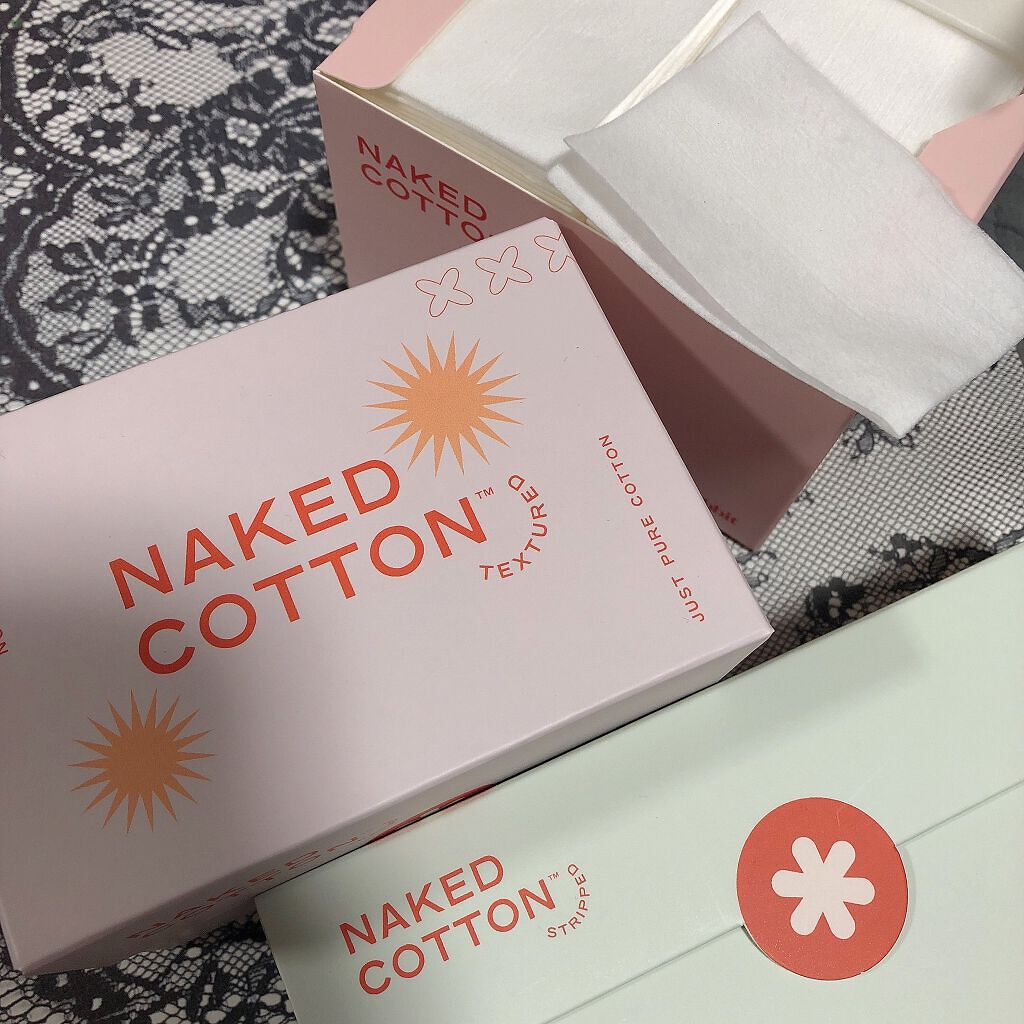 NAKED
COTTO
NAKED
COTTON™
TEXTURED
JUST PURE COTTON
NAKED
COTTON™
STRIPPED